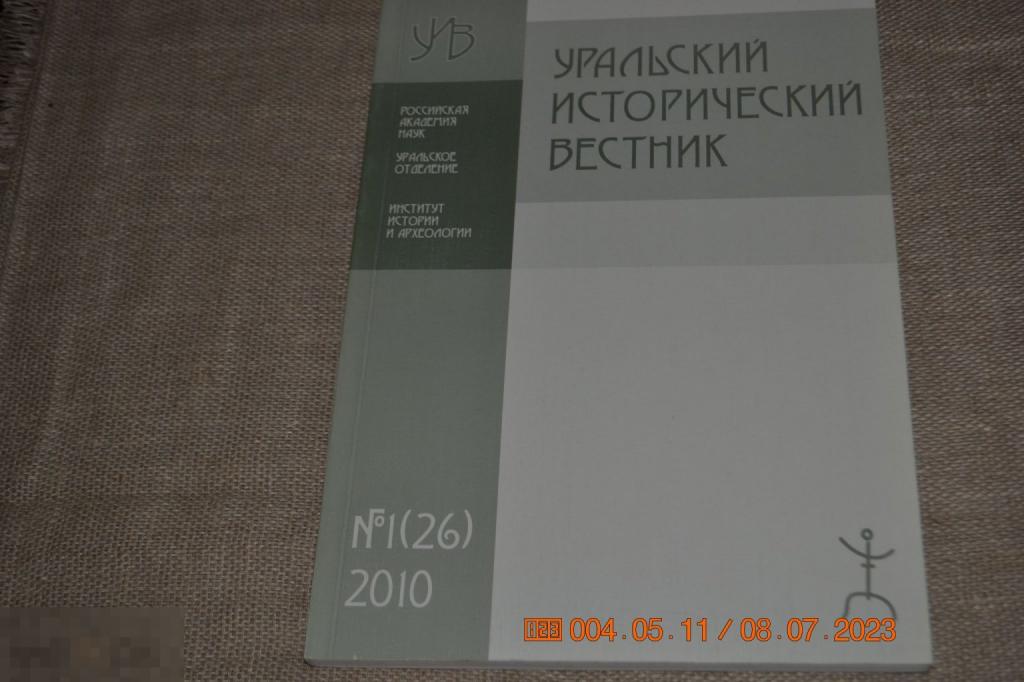 УИВ
РОССИЙСКАЯ
АКАДЕМИЯ
НАУК
УРАЛЬСКОЕ
ОТДЕЛЕНИЕ
ИНСТИТУТ
ИСТОРИИ
И АРХЕОЛОГИИ
УРАЛЬСКИЙ
ИСТОРИЧЕСКИЙ
ВЕСТНИК
№1(26)
2010
123 004.05.11 / 08.07.2023